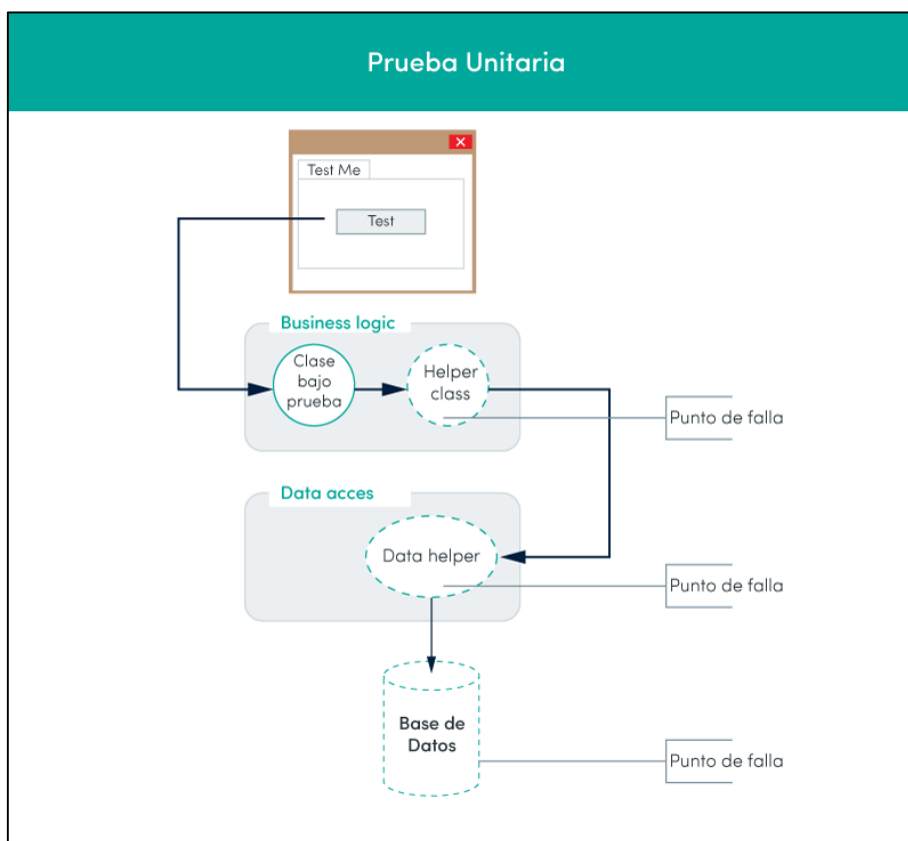 Prueba Unitaria
Test Me
Test
Business logic
Clase
bajo
prueba
Helper
class
Punto de falla
Data acces
Data helper
Punto de falla
Base de
Datos
Punto de falla